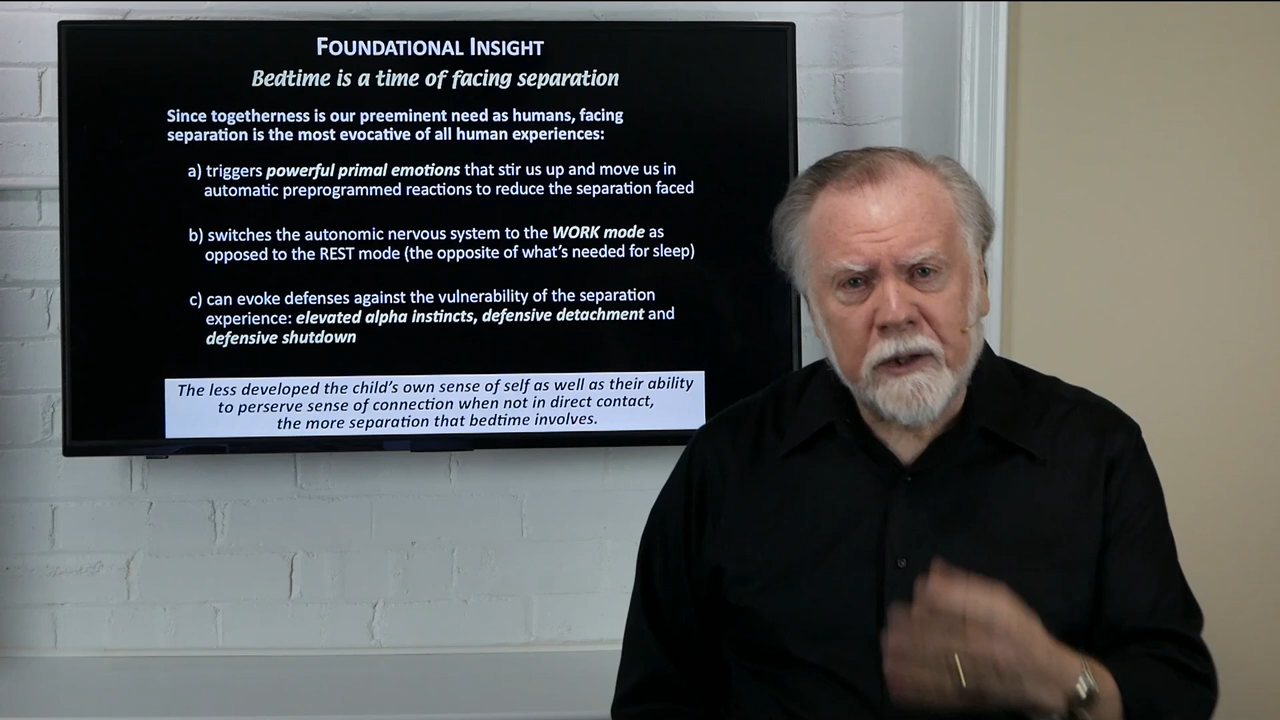 FOUNDATIONAL INSIGHT
Bedtime is a time of facing separation
Since togetherness is our preeminent need as humans, facing
separation is the most evocative of all human experiences:
a) triggers powerful primal emotions that stir us up and move us in
automatic preprogrammed reactions to reduce the separation faced
b) switches the autonomic nervous system to the WORK mode as
opposed to the REST mode (the opposite of what's needed for sleep)
c) can evoke defenses against the vulnerability of the separation
experience: elevated alpha instincts, defensive detachment and
defensive shutdown
The less developed the child's own sense of self as well as their ability
to perserve sense of connection when not in direct contact,
the more separation that bedtime involves.